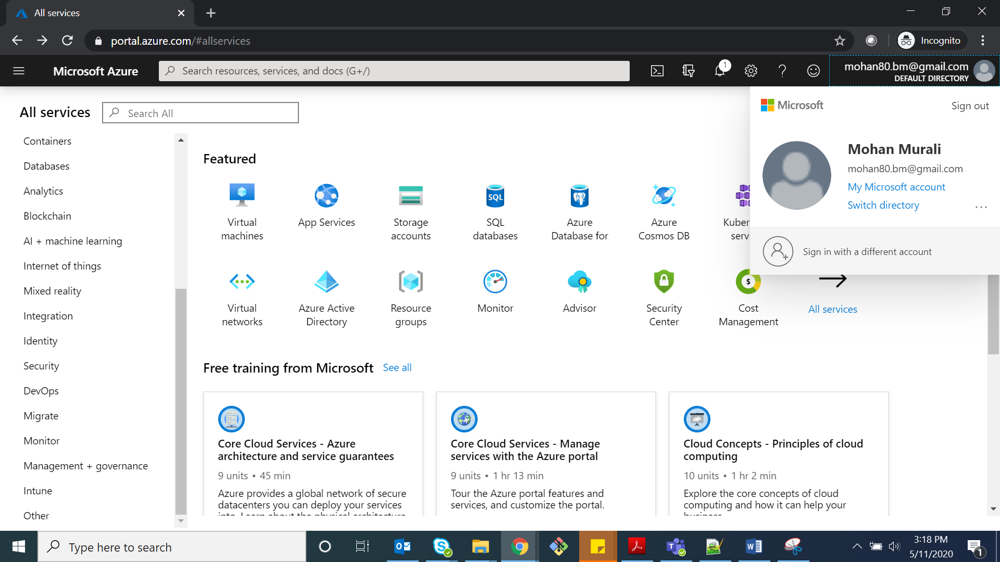 All services
portal.azure.com/#allservices
Incognito
Microsoft Azure
Search resources, services, and docs (G+/)
1
mohan80.bm@gmail.com
DEFAULT DIRECTORY
Microsoft
Sign out
Mohan Murali
mohan80.bm@gmail.com
My Microsoft account
Switch directory
Sign in with a different account
All services
Search All
Containers
Databases
Analytics
Blockchain
AI + machine learning
Internet of things
Mixed reality
Integration
Identity
Security
DevOps
Migrate
Monitor
Management + governance
Intune
Other
Featured
Virtual
machines
App Services
Storage
accounts
SQL
SQL
databases
Azure
Database for
Azure
Cosmos DB
Kuber
serv
Virtual
networks
Azure Active
Directory
Resource
groups
Monitor
Advisor
Security
Center
$
Cost
Management
All services
Free training from Microsoft See all
Core Cloud Services - Azure
architecture and service guarantees
9 units • 45 min
Azure provides a global network of secure
datacenters you can deploy your services
into. Learn about the physical architecture
Core Cloud Services - Manage
services with the Azure portal
9 units • 1 hr 13 min
Tour the Azure portal features and
services, and customize the portal.
Cloud Concepts - Principles of cloud
computing
10 units • 1 hr 2 min
Explore the core concepts of cloud
computing and how it can help your
business.
Type here to search
3:18 PM
5/11/2020
1